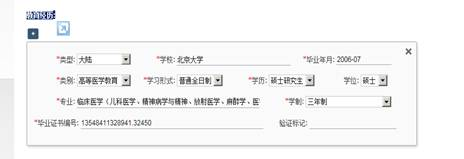 教育经历:
*类型: 大陆 *学校: 北京大学 *毕业年月: 2006-07
*类别: 高等医学教育 *学习形式: 普通全日制 *学历: 硕士研究生 学位: 硕士
*专业: 临床医学(儿科医学、精神病学与精神、放射医学、麻醉学、医 *学制: 三年制
*毕业证书编号: 13548411328941.32450 验证标记: